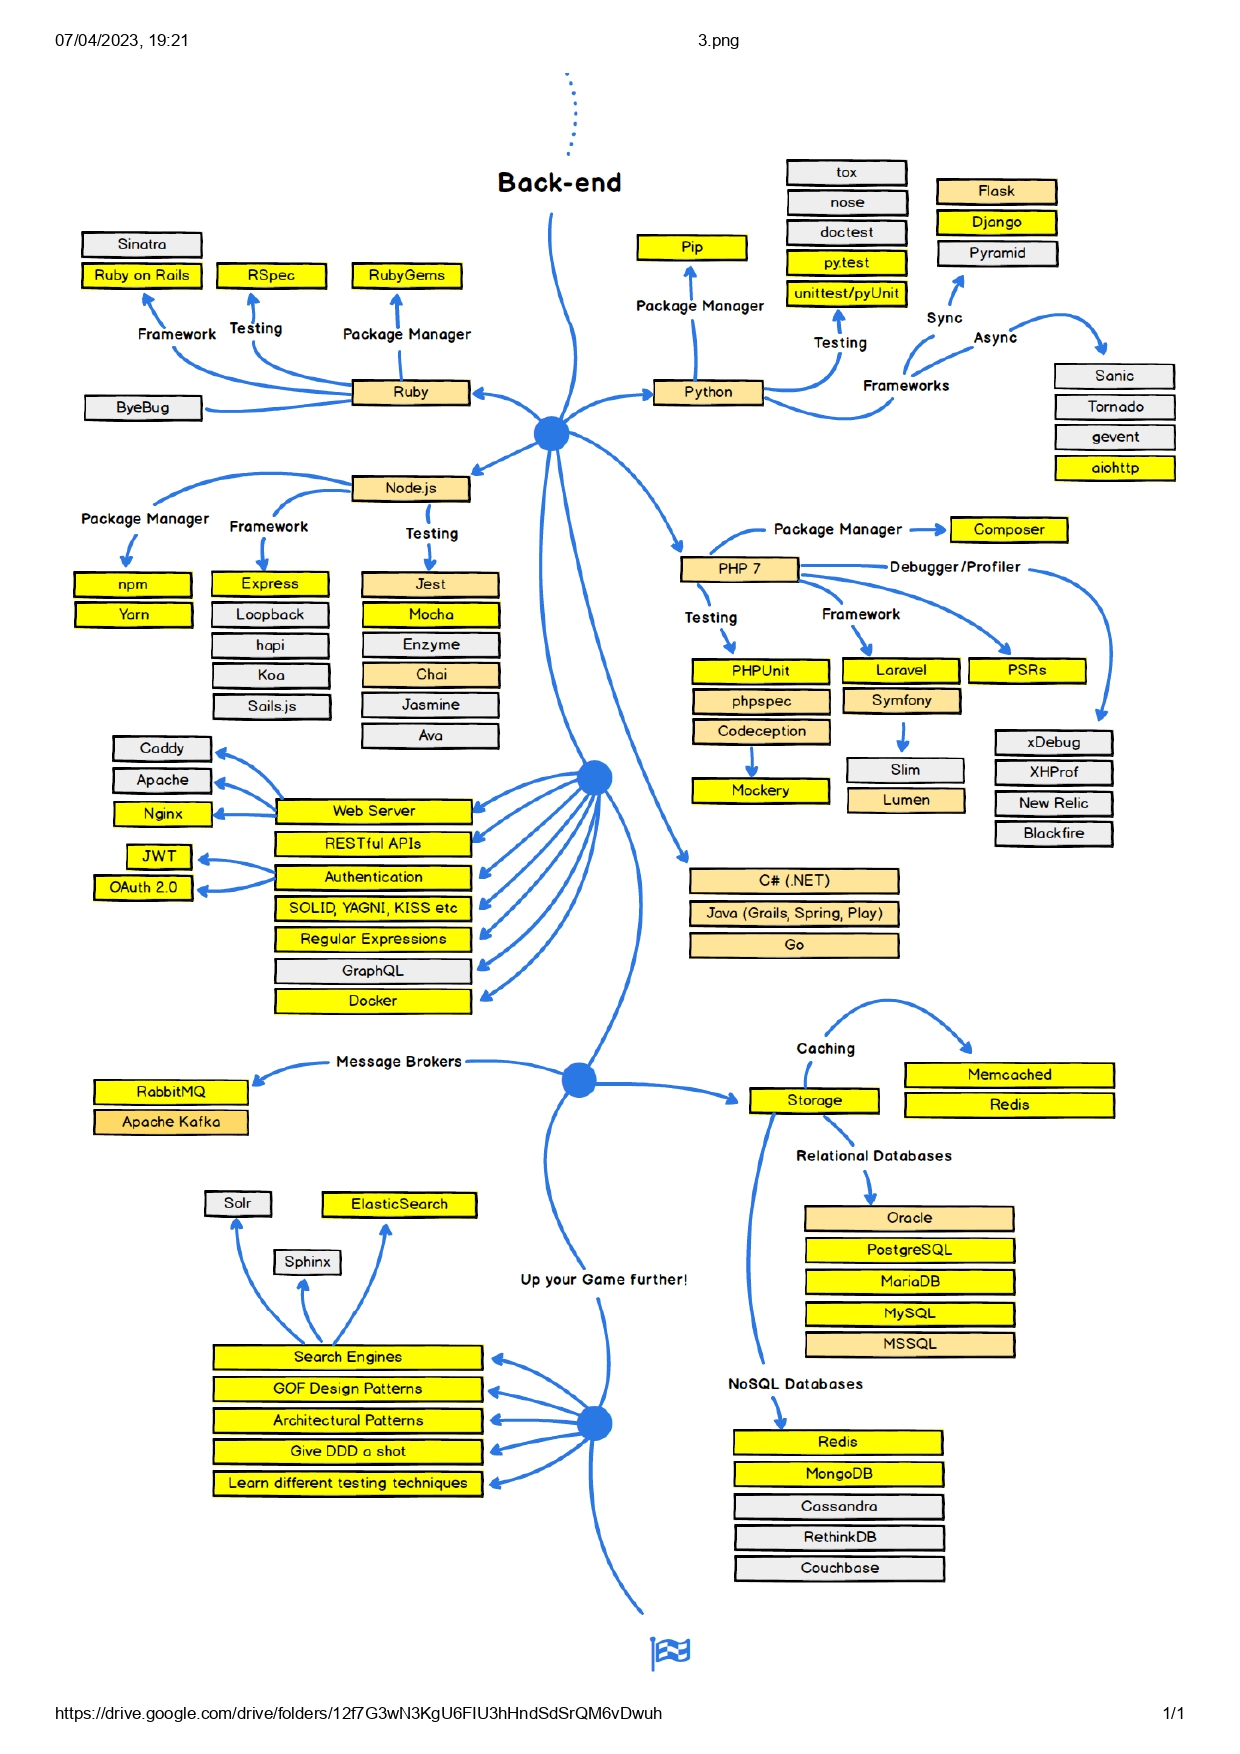 07/04/2023, 19:21
3.png
Back-end
Sinatra
Ruby on Rails
RSpec
RubyGems
Framework
Testing
Package Manager
Ruby
ByeBug
Pip
Package Manager
Python
tox
nose
doctest
py.test
unittest/pyUnit
Testing
Flask
Django
Pyramid
Sync
Async
Frameworks
Sanic
Tornado
gevent
aiohttp
Node.js
Package Manager
Framework
Testing
npm
Yarn
Express
Loopback
hapi
Koa
Sails.js
Jest
Mocha
Enzyme
Chai
Jasmine
Ava
Package Manager
Composer
PHP 7
Debugger/Profiler
Testing
Framework
PHPUnit
phpspec
Codeception
Mockery
Laravel
Symfony
Slim
Lumen
PSRs
xDebug
XHProf
New Relic
Blackfire
Caddy
Apache
Nginx
JWT
OAuth 2.0
Web Server
RESTful APIs
Authentication
SOLID, YAGNI, KISS etc
Regular Expressions
GraphQL
Docker
C# (.NET)
Java (Grails, Spring, Play)
Go
Message Brokers
RabbitMQ
Apache Kafka
Caching
Memcached
Redis
Storage
Relational Databases
Oracle
PostgreSQL
MariaDB
MySQL
MSSQL
NoSQL Databases
Redis
MongoDB
Cassandra
RethinkDB
Couchbase
Solr
ElasticSearch
Sphinx
Up your Game further!
Search Engines
GOF Design Patterns
Architectural Patterns
Give DDD a shot
Learn different testing techniques
https://drive.google.com/drive/folders/12f7G3wN3KgU6FIU3hHndSdSrQM6vDwuh
1/1